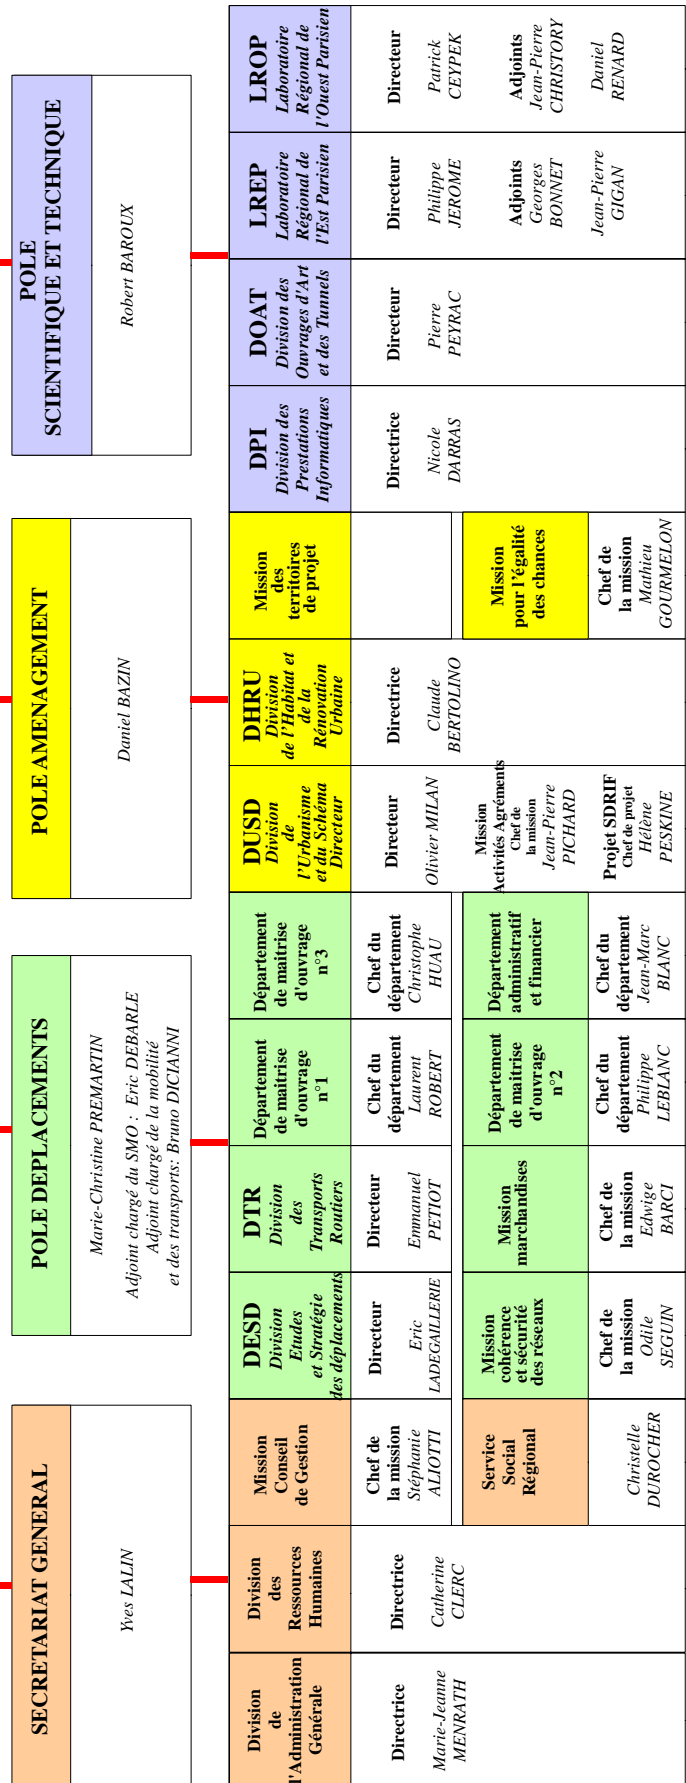 SECRETARIAT GENERAL
Yves LALIN
POLE DEPLACEMENTS
Marie-Christine PREMARTIN
Adjoint chargé du SMO : Eric DEBARLE
Adjoint chargé de la mobilité
et des transports: Bruno DICIANNI
POLE AMENAGEMENT
Daniel BAZIN
POLE
SCIENTIFIQUE ET TECHNIQUE
Robert BAROUX
Division
de
l'Administration
Générale
Directrice
Marie-Jeanne
MENRATH
Division
des
Ressources
Humaines
Directrice
Catherine
CLERC
Mission
Conseil
de Gestion
Chef de
la mission
Stéphanie
ALIOTTI
Service
Social
Régional
Christelle
DUROCHER
DESD
Division
Etudes
et Stratégie
des déplacements
Directeur
Eric
LADEGAILLERIE
Mission
cohérence
et sécurité
des réseaux
Chef de
la mission
Odile
SEGUIN
DTR
Division
des
Transports
Routiers
Directeur
Emmanuel
PETIOT
Mission
marchandises
Chef de
la mission
Edwige
BARCI
Département
de maitrise
d'ouvrage
n°1
Chef du
département
Laurent
ROBERT
Département
de maitrise
d'ouvrage
n°2
Chef du
département
Philippe
LEBLANC
Département
de maitrise
d'ouvrage
n°3
Chef du
département
Christophe
HUAU
Département
administratif
et financier
Chef du
département
Jean-Marc
BLANC
DUSD
Division
de
l'Urbanisme
et du Schéma
Directeur
Directeur
Olivier MILAN
Mission
Activités Agréments
Chef de
la mission
Jean-Pierre
PICHARD
Projet SDRIF
Chef de projet
Hélène
PESKINE
DHRU
Division
de l'Habitat et
de la
Rénovation
Urbaine
Directrice
Claude
BERTOLINO
Mission
des
territoires
de projet
Mission
pour l'égalité
des chances
Chef de
la mission
Mathieu
GOURMELON
DPI
Division des
Prestations
Informatiques
Directrice
Nicole
DARRAS
DOAT
Division des
Ouvrages d'Art
et des Tunnels
Directeur
Pierre
PEYRAC
LREP
Laboratoire
Régional de
l'Est Parisien
Directeur
Philippe
JEROME
Adjoints
Georges
BONNET
Jean-Pierre
GIGAN
LROP
Laboratoire
Régional de
l'Ouest Parisien
Directeur
Patrick
CEYPEK
Adjoints
Jean-Pierre
CHRISTORY
Daniel
RENARD